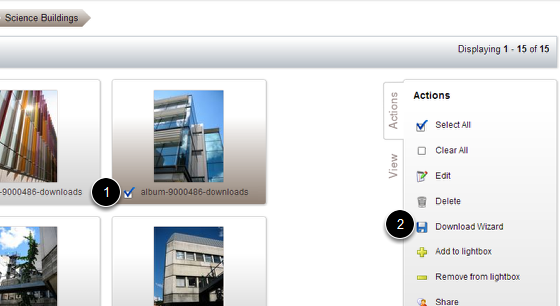 Science Buildings
Displaying 1 - 15 of 15
-9000486-downloads
1
album-9000486-downloads
Actions
View
Actions
Select All
Clear All
Edit
Delete
2
Download Wizard
Add to lightbox
Remove from lightbox
Share